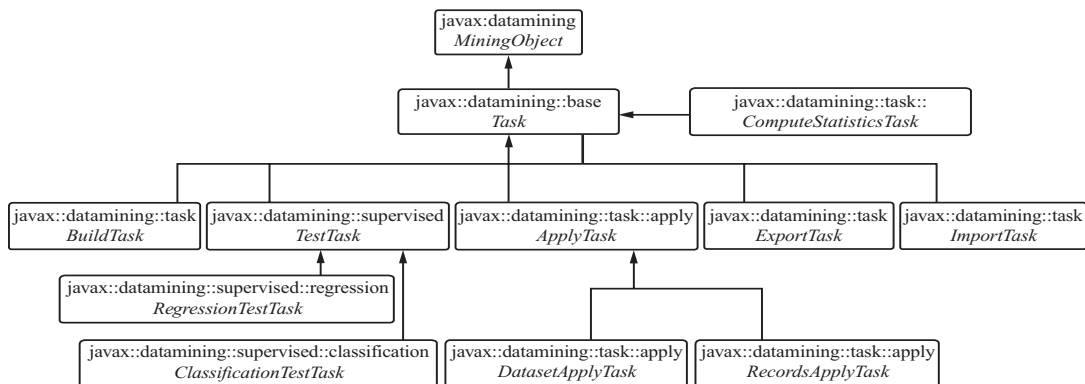 javax:datamining
MiningObject
javax::datamining::base
Task
javax::datamining::task::
ComputeStatisticsTask
javax::datamining::task
BuildTask
javax::datamining::supervised
TestTask
javax::datamining::task::apply
ApplyTask
javax::datamining::task
ExportTask
javax::datamining::task
ImportTask
javax::datamining::supervised::regression
RegressionTestTask
javax::datamining::supervised::classification
ClassificationTestTask
javax::datamining::task::apply
DatasetApplyTask
javax::datamining::task::apply
RecordsApplyTask